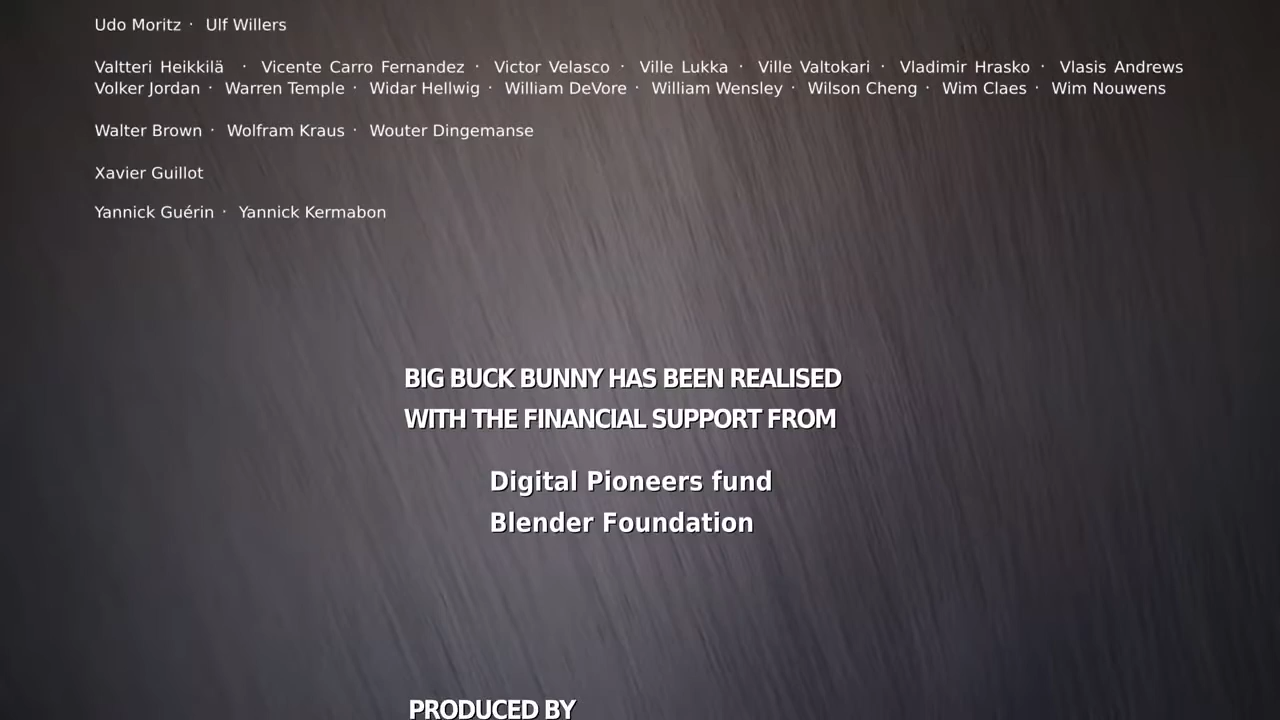 Udo Moritz · Ulf Willers
Valtteri Heikkilä · Vicente Carro Fernandez · Victor Velasco · Ville Lukka · Ville Valtokari · Vladimir Hrasko · Vlasis Andrews
Volker Jordan · Warren Temple · Widar Hellwig · William DeVore · William Wensley · Wilson Cheng · Wim Claes · Wim Nouwens
Walter Brown · Wolfram Kraus · Wouter Dingemanse
Xavier Guillot
Yannick Guérin · Yannick Kermabon
BIG BUCK BUNNY HAS BEEN REALISED
WITH THE FINANCIAL SUPPORT FROM
Digital Pioneers fund
Blender Foundation
PRODUCED BY